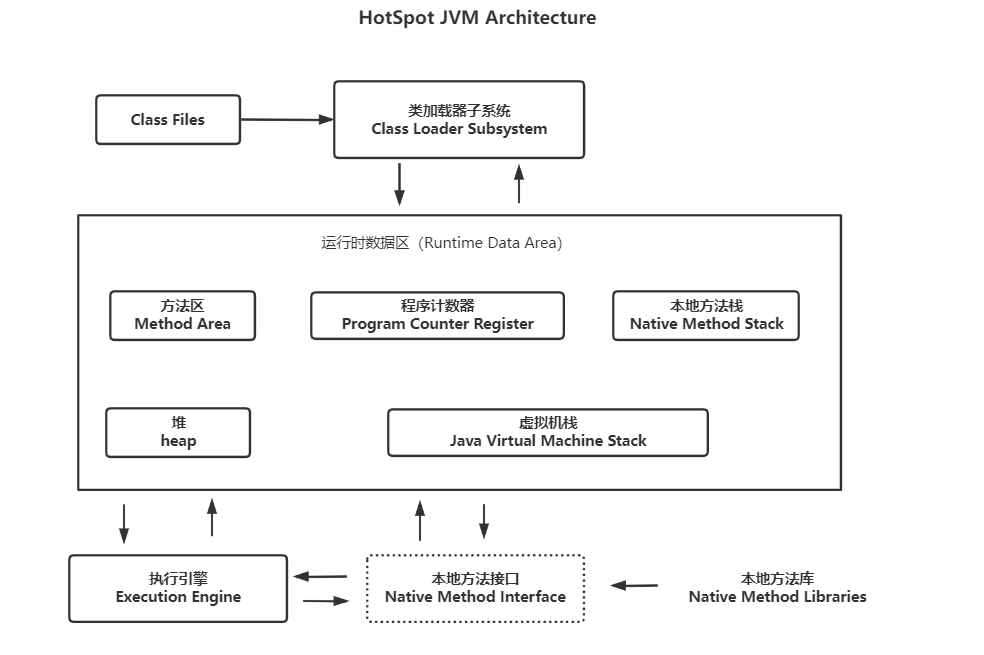 HotSpot JVM Architecture
Class Files
类加载器子系统
Class Loader Subsystem
运行时数据区（Runtime Data Area）
方法区
Method Area
程序计数器
Program Counter Register
本地方法栈
Native Method Stack
堆
heap
虚拟机栈
Java Virtual Machine Stack
执行引擎
Execution Engine
本地方法接口
Native Method Interface
本地方法库
Native Method Libraries